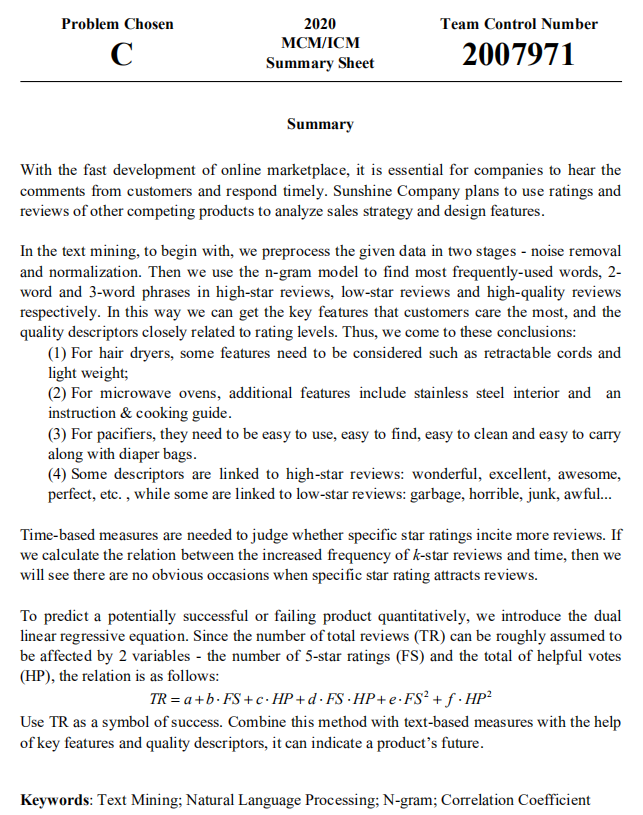 Problem Chosen
C
2020
MCM/ICM
Summary Sheet
Team Control Number
2007971
Summary
With the fast development of online marketplace, it is essential for companies to hear the
comments from customers and respond timely. Sunshine Company plans to use ratings and
reviews of other competing products to analyze sales strategy and design features.
In the text mining, to begin with, we preprocess the given data in two stages - noise removal
and normalization. Then we use the n-gram model to find most frequently-used words, 2-
word and 3-word phrases in high-star reviews, low-star reviews and high-quality reviews
respectively. In this way we can get the key features that customers care the most, and the
quality descriptors closely related to rating levels. Thus, we come to these conclusions:
(1) For hair dryers, some features need to be considered such as retractable cords and
light weight;
(2) For microwave ovens, additional features include stainless steel interior and an
instruction & cooking guide.
(3) For pacifiers, they need to be easy to use, easy to find, easy to clean and easy to carry
along with diaper bags.
(4) Some descriptors are linked to high-star reviews: wonderful, excellent, awesome,
perfect, etc. , while some are linked to low-star reviews: garbage, horrible, junk, awful...
Time-based measures are needed to judge whether specific star ratings incite more reviews. If
we calculate the relation between the increased frequency of k-star reviews and time, then we
will see there are no obvious occasions when specific star rating attracts reviews.
To predict a potentially successful or failing product quantitatively, we introduce the dual
linear regressive equation. Since the number of total reviews (TR) can be roughly assumed to
be affected by 2 variables - the number of 5-star ratings (FS) and the total of helpful votes
(HP), the relation is as follows:
TR = a + b · FS + c · HP + d · FS · HP + e · FS² + f · HP²
Use TR as a symbol of success. Combine this method with text-based measures with the help
of key features and quality descriptors, it can indicate a product's future.
Keywords: Text Mining; Natural Language Processing; N-gram; Correlation Coefficient